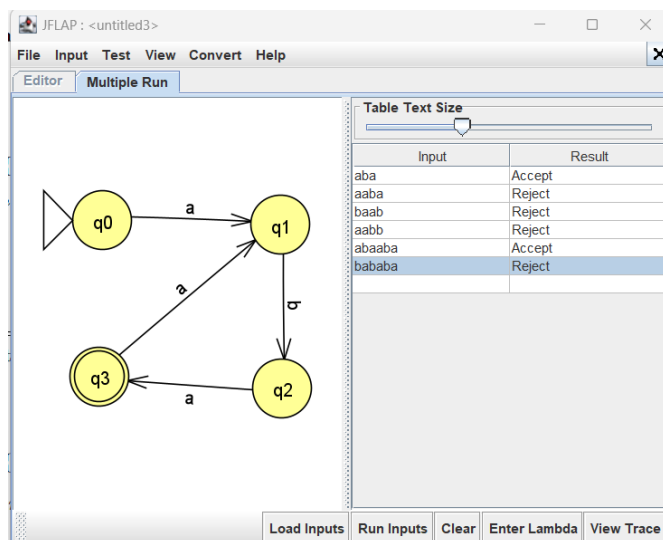 JFLAP : <untitled3>
File Input Test View Convert Help
Editor Multiple Run
Table Text Size
Input Result
aba Accept
aaba Reject
baab Reject
aabb Reject
abaaba Accept
bababa Reject
q0
a
q1
a
b
q3
a
q2
Load Inputs Run Inputs Clear Enter Lambda View Trace